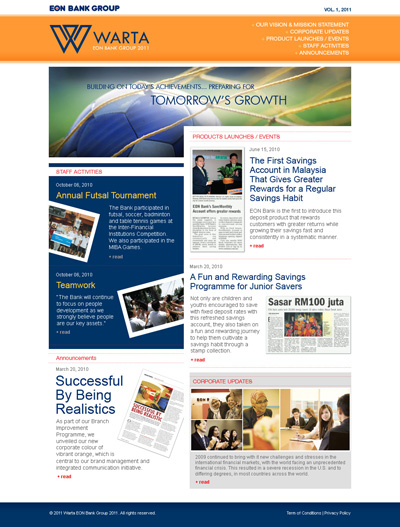 EON BANK GROUP
VOL. 1, 2011
WARTA
EON BANK GROUP 2011
OUR VISION & MISSION STATEMENT
CORPORATE UPDATES
PRODUCTS LAUNCHES / EVENTS
STAFF ACTIVITIES
ANNOUNCEMENTS
BUILDING ON TODAY'S ACHIEVEMENTS... PREPARING FOR
TOMORROW'S GROWTH
STAFF ACTIVITIES
October 08, 2010
Annual Futsal Tournament
The Bank participated in
futsal, soccer, badminton
and table tennis games at
the Inter-Financial
Institutions Competition.
We also participated in the
MIBA Games.
» read
October 08, 2010
Teamwork
"The Bank will continue
to focus on people
development as we
strongly believe people
are our key assets."
» read
Announcements
March 20, 2010
Successful
By Being
Realistics
As part of our Branch
Improvement
Programme, we
unveiled our new
corporate colour of
vibrant orange, which is
central to our brand management and
integrated communication initiative.
» read
SUCCESSFUL BY
BEING REALISTIC
PRODUCTS LAUNCHES / EVENTS
June 15, 2010
The First Savings
Account in Malaysia
That Gives Greater
Rewards for a Regular
Savings Habit
EON Bank is the first to introduce this
deposit product that rewards
customers with greater returns while
growing their savings fast and
consistently in a systematic manner.
» read
EON Bank's SaveMonthly
Account offers greater rewards
March 20, 2010
A Fun and Rewarding Savings
Programme for Junior Savers
Not only are children and
youths encouraged to save
with fixed deposit rates with
this refreshed savings
account, they also taken on
a fun and rewarding journey
to help them cultivate a
savings habit through a
stamp collection.
» read
Sasar RM100 juta
CORPORATE UPDATES
2008 continued to bring with it new challenges and stresses in the
international financial markets, with the world facing an unprecedented
financial crisis. This resulted in a severe recession in the U.S. and to
differing degrees, in most countries across the world.
» read
© 2011 Warta EON Bank Group 2011. All rights reserved.
Term of Conditions | Privacy Policy